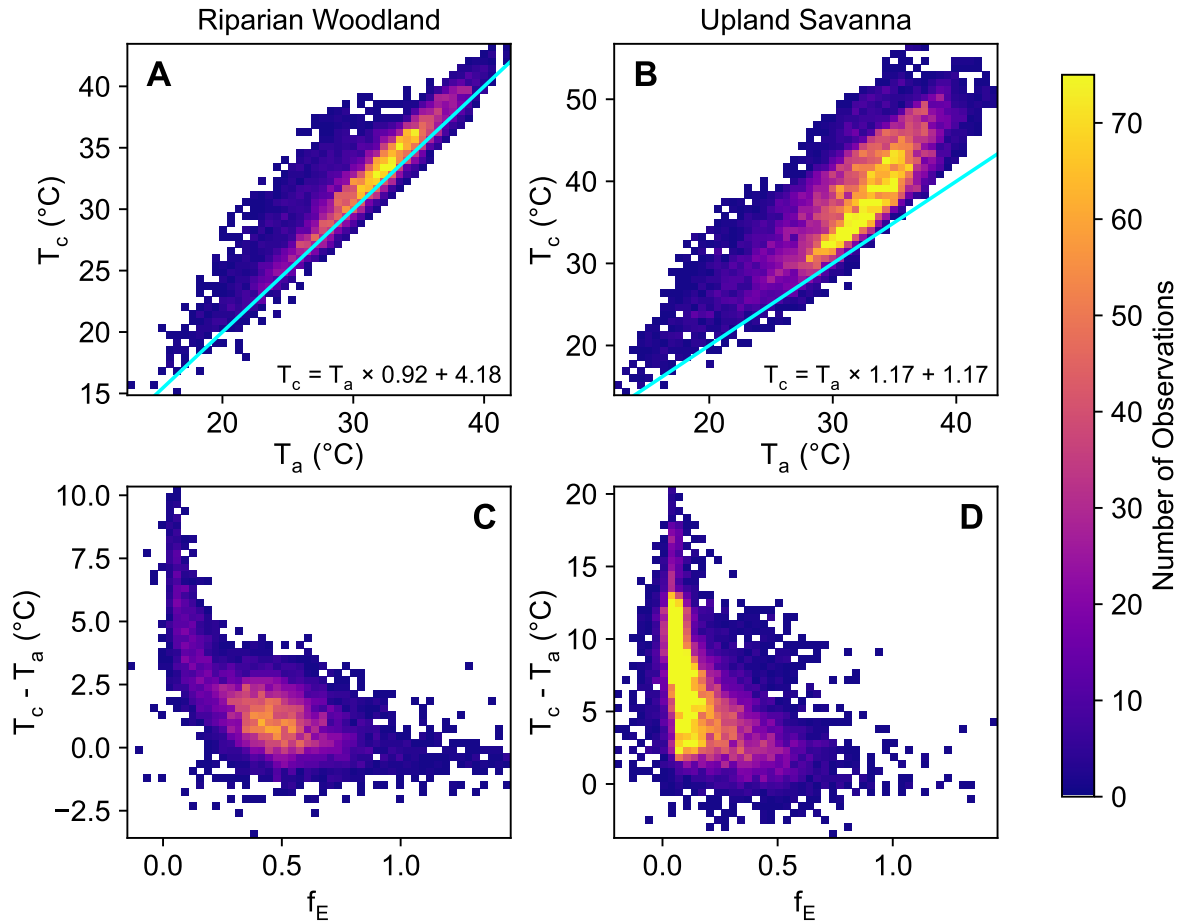 Riparian Woodland
Upland Savanna
A
B
40
35
30
25
20
15
T_c (°C)
T_c = T_a × 0.92 + 4.18
20
30
40
T_a (°C)
50
40
30
20
T_c (°C)
T_c = T_a × 1.17 + 1.17
20
30
40
T_a (°C)
C
D
10.0
7.5
5.0
2.5
0.0
−2.5
T_c - T_a (°C)
0.0
0.5
1.0
f_E
20
15
10
5
0
T_c - T_a (°C)
0.0
0.5
1.0
f_E
70
60
50
40
30
20
10
0
Number of Observations